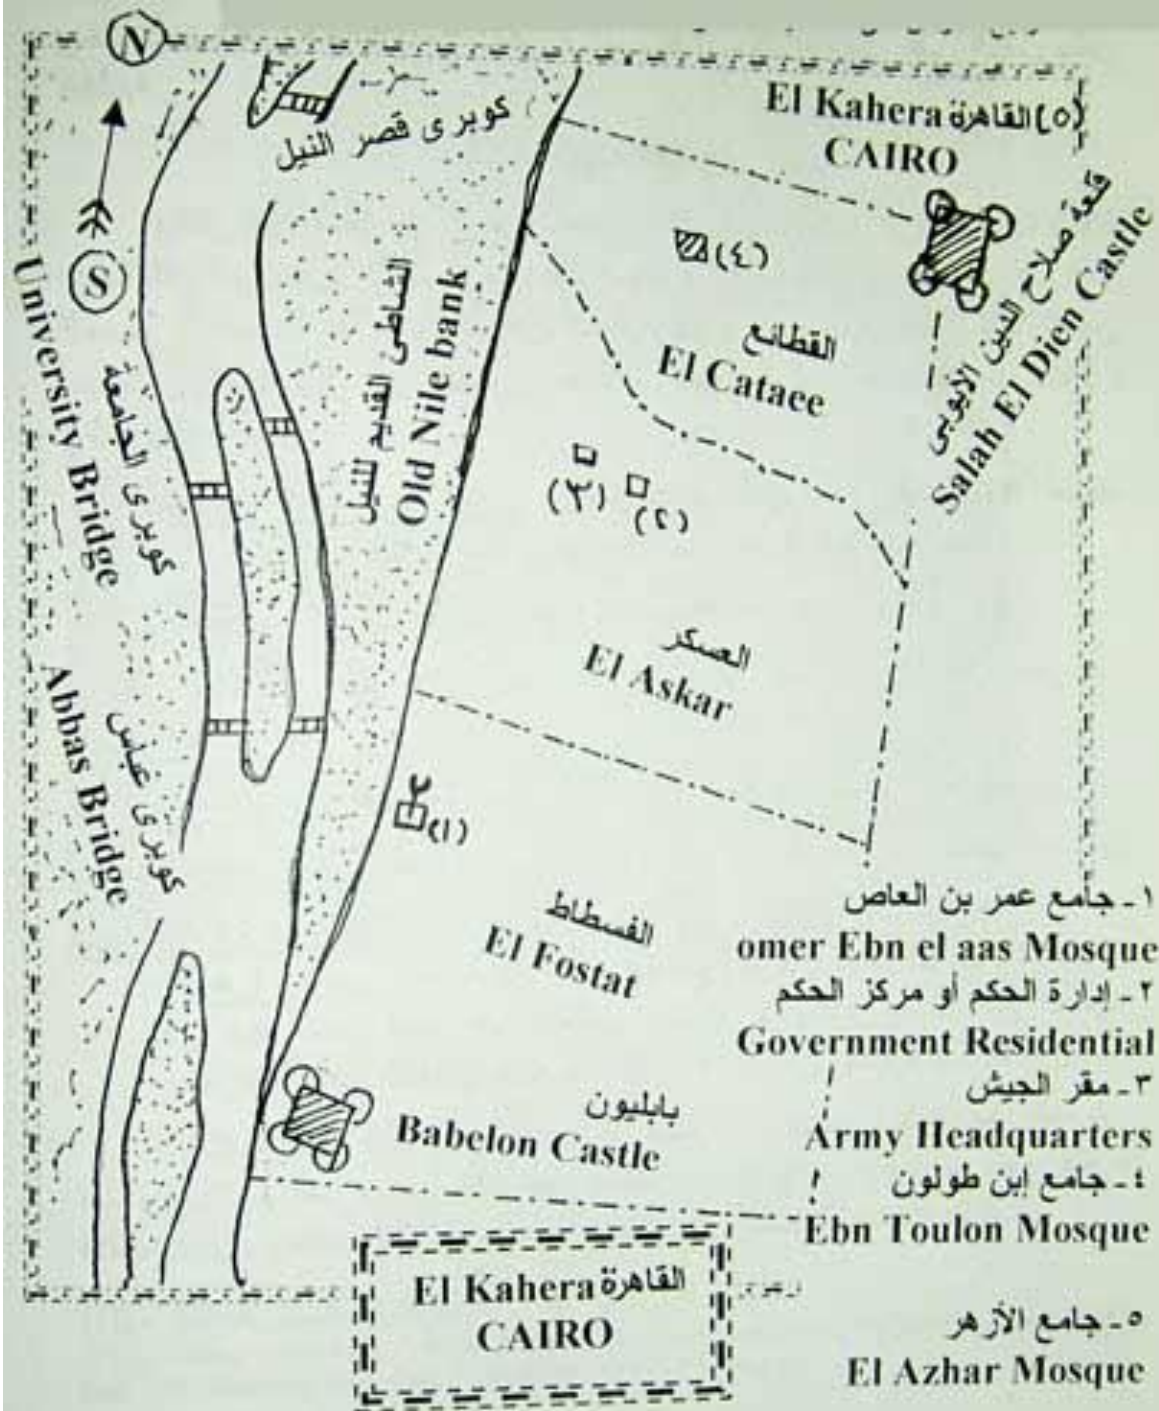 N
El Kahera القاهرة (٥)
CAIRO
كوبرى قصر النيل
(٤)
قلعة صلاح الدين الأيوبى
Salah El Dien Castle
S
القطائع
El Cataee
الشاطى القديم للنيل
Old Nile bank
University Bridge
كوبرى الجامعة
(٣)
(٢)
العسكر
El Askar
Abbas Bridge
كوبرى عباس
(١)
الفسطاط
El Fostat
بابليون
Babelon Castle
١ - جامع عمر بن العاص
omer Ebn el aas Mosque
٢ - إدارة الحكم أو مركز الحكم
Government Residential
٣ - مقر الجيش
Army Headquarters
٤ - جامع إبن طولون
Ebn Toulon Mosque
٥ - جامع الأزهر
El Azhar Mosque
El Kahera القاهرة
CAIRO